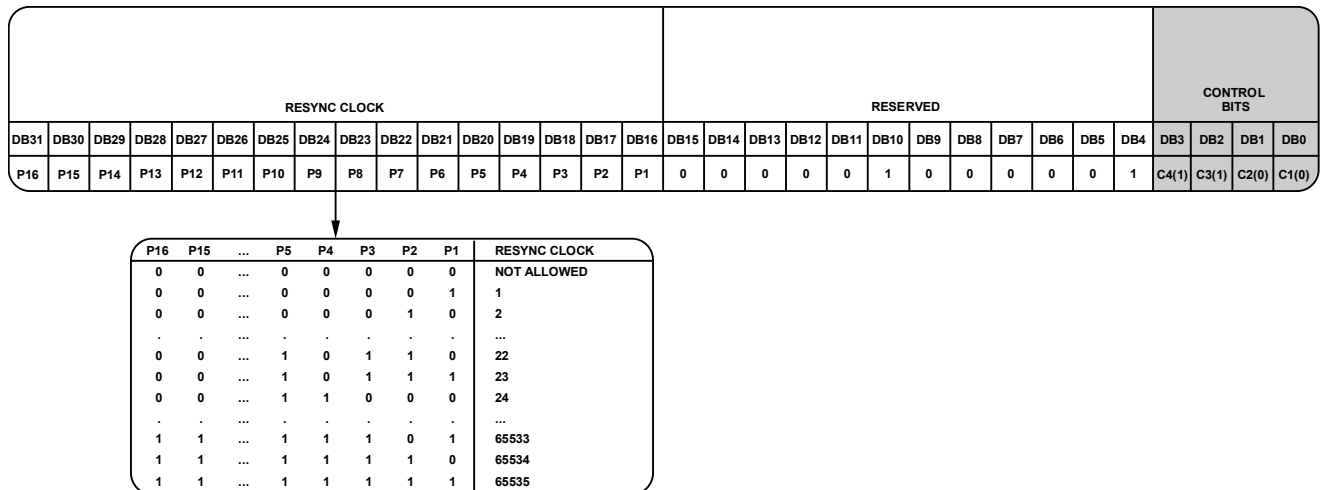 RESYNC CLOCK RESERVED CONTROL
BITS
DB31 DB30 DB29 DB28 DB27 DB26 DB25 DB24 DB23 DB22 DB21 DB20 DB19 DB18 DB17 DB16 DB15 DB14 DB13 DB12 DB11 DB10 DB9 DB8 DB7 DB6 DB5 DB4 DB3 DB2 DB1 DB0
P16 P15 P14 P13 P12 P11 P10 P9 P8 P7 P6 P5 P4 P3 P2 P1 0 0 0 0 0 1 0 0 0 0 0 1 C4(1) C3(1) C2(0) C1(0)
P16 P15 ... P5 P4 P3 P2 P1 RESYNC CLOCK
0 0 ... 0 0 0 0 0 NOT ALLOWED
0 0 ... 0 0 0 0 1 1
0 0 ... 0 0 0 1 0 2
. . ... . . . . . ...
0 0 ... 1 0 1 1 0 22
0 0 ... 1 0 1 1 1 23
0 0 ... 1 1 0 0 0 24
. . ... . . . . . ...
1 1 ... 1 1 1 0 1 65533
1 1 ... 1 1 1 1 0 65534
1 1 ... 1 1 1 1 1 65535